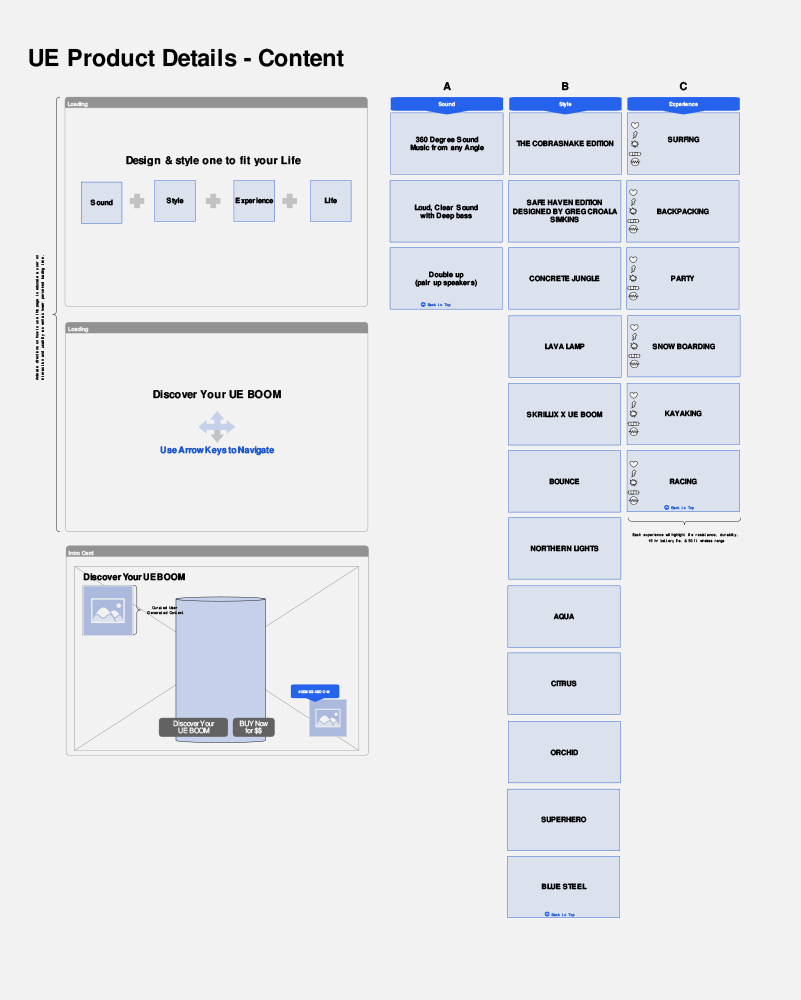 UE Product Details - Content
Loading
Design & style one to fit your Life
Sound
Style
Experience
Life
Loading
Discover Your UE BOOM
Use Arrow Keys to Navigate
Intro Card
Discover Your UE BOOM
Curated User
Generated Content
Discover Your
UE BOOM
BUY Now
for $$
A
Sound
360 Degree Sound
Music from any Angle
Loud, Clear Sound
with Deep bass
Double up
(pair up speakers)
Back to Top
B
Style
THE COBRASNAKE EDITION
SAFE HAVEN EDITION
DESIGNED BY GREG CROALA
SIMKINS
CONCRETE JUNGLE
LAVA LAMP
SKRILLIX X UE BOOM
BOUNCE
NORTHERN LIGHTS
AQUA
CITRUS
ORCHID
SUPERHERO
BLUE STEEL
Back to Top
C
Experience
SURFING
BACKPACKING
PARTY
SNOW BOARDING
KAYAKING
RACING
Back to Top
Each experience will highlight the resistance, durability,
15 hr battery life, & 50 ft wireless range